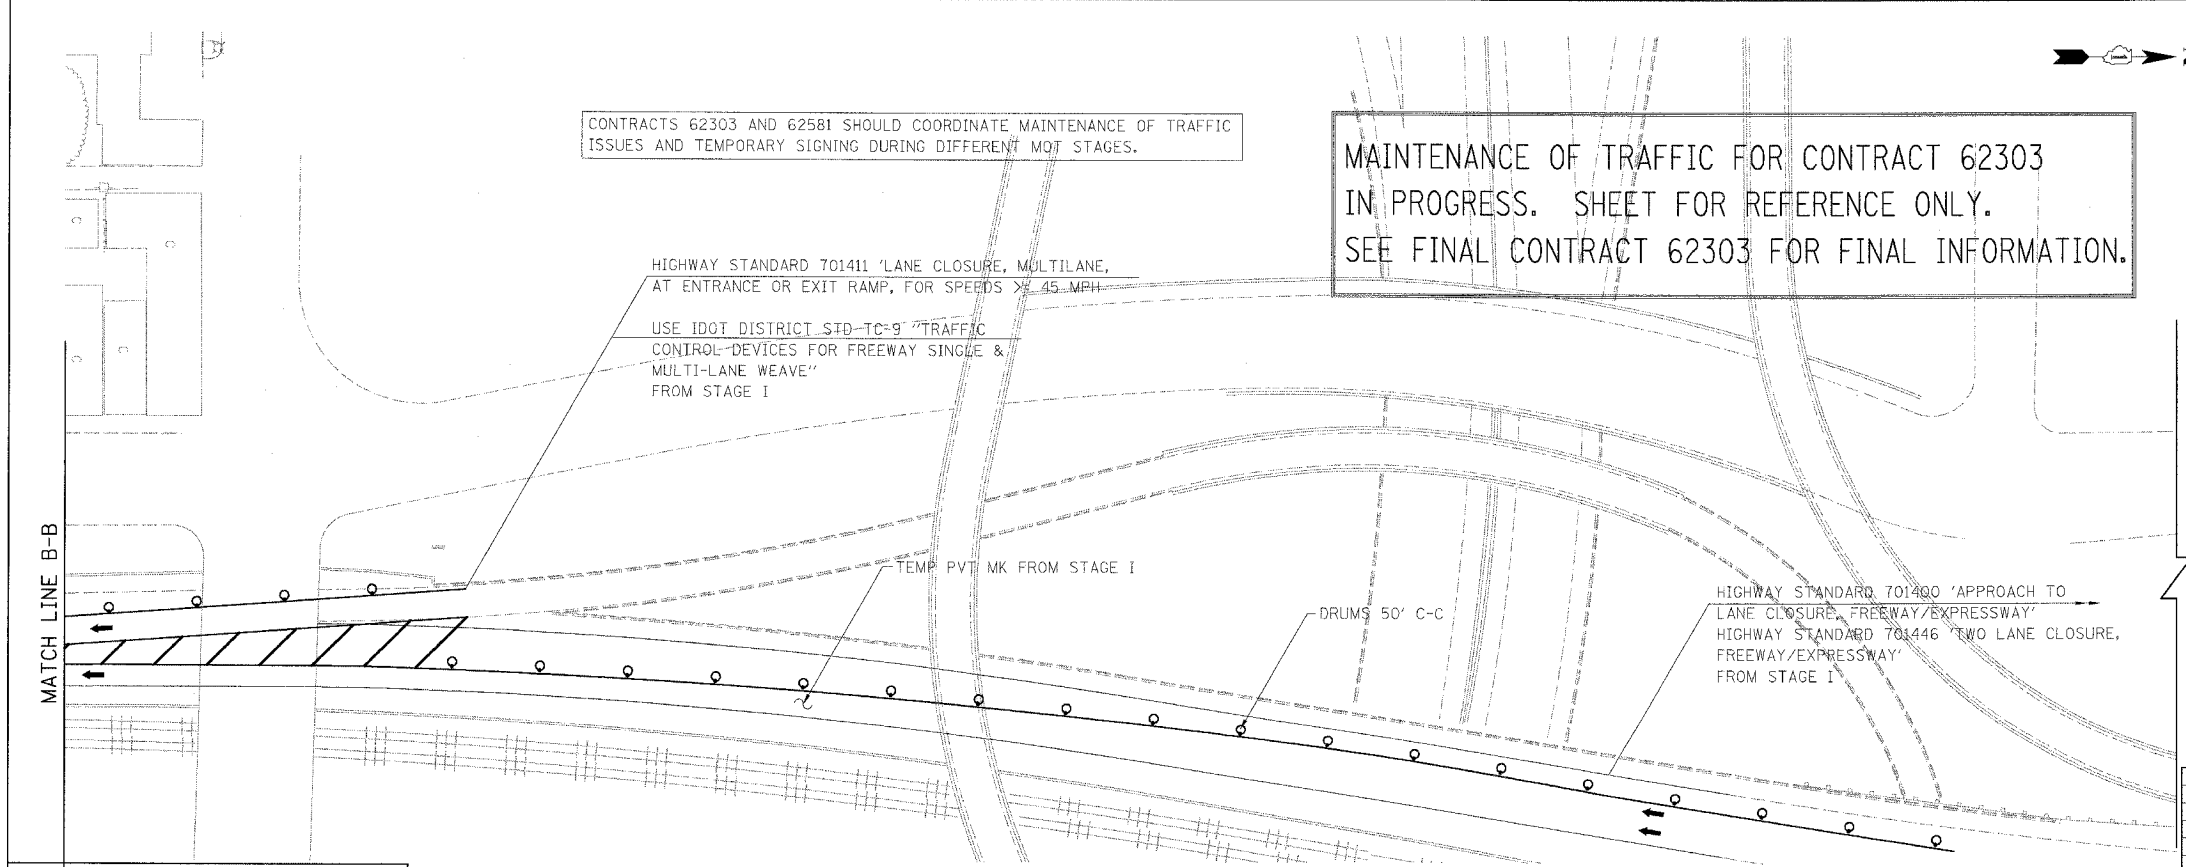 CONTRACTS 62303 AND 62581 SHOULD COORDINATE MAINTENANCE OF TRAFFIC
ISSUES AND TEMPORARY SIGNING DURING DIFFERENT MOT STAGES.
MAINTENANCE OF TRAFFIC FOR CONTRACT 62303
IN PROGRESS. SHEET FOR REFERENCE ONLY.
SEE FINAL CONTRACT 62303 FOR FINAL INFORMATION.
HIGHWAY STANDARD 701411 'LANE CLOSURE, MULTILANE,
AT ENTRANCE OR EXIT RAMP, FOR SPEEDS >= 45 MPH
USE IDOT DISTRICT STD TC-9 "TRAFFIC
CONTROL DEVICES FOR FREEWAY SINGLE &
MULTI-LANE WEAVE"
FROM STAGE I
C
C
C
C
MATCH LINE B-B
TEMP PVT MK FROM STAGE I
DRUMS 50' C-C
HIGHWAY STANDARD 701400 'APPROACH TO
LANE CLOSURE, FREEWAY/EXPRESSWAY'
HIGHWAY STANDARD 701446 'TWO LANE CLOSURE,
FREEWAY/EXPRESSWAY'
FROM STAGE I